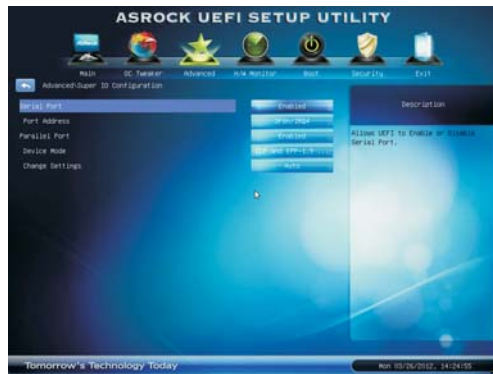 ASROCK UEFI SETUP UTILITY
Main OC Tweaker Advanced H/W Monitor Boot Security Exit
Advanced\Super IO Configuration
Serial Port Enabled
Port Address 3F8h/IRQ4
Parallel Port Enabled
Device Mode
Change Settings Auto
Description
Allows UEFI to Enable or Disable
Serial Port.
Tomorrow's Technology Today
Mon 03/26/2012, 14:24:55